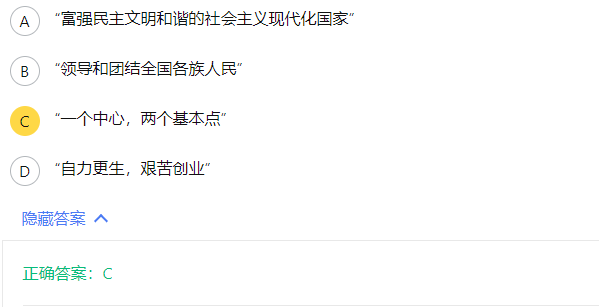 A “富强民主文明和谐的社会主义现代化国家”
B “领导和团结全国各族人民”
C “一个中心，两个基本点”
D “自力更生，艰苦创业”
隐藏答案
正确答案：C